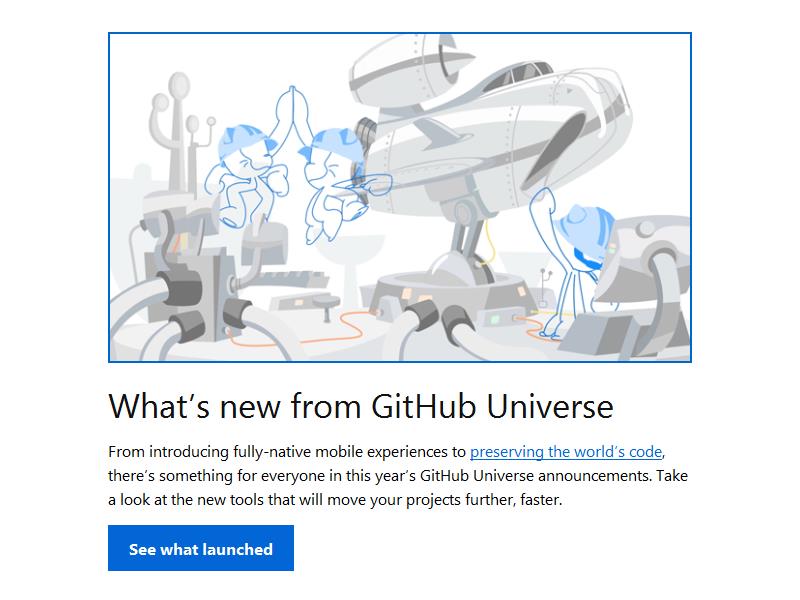 What's new from GitHub Universe
From introducing fully-native mobile experiences to preserving the world's code,
there's something for everyone in this year's GitHub Universe announcements. Take
a look at the new tools that will move your projects further, faster.
See what launched